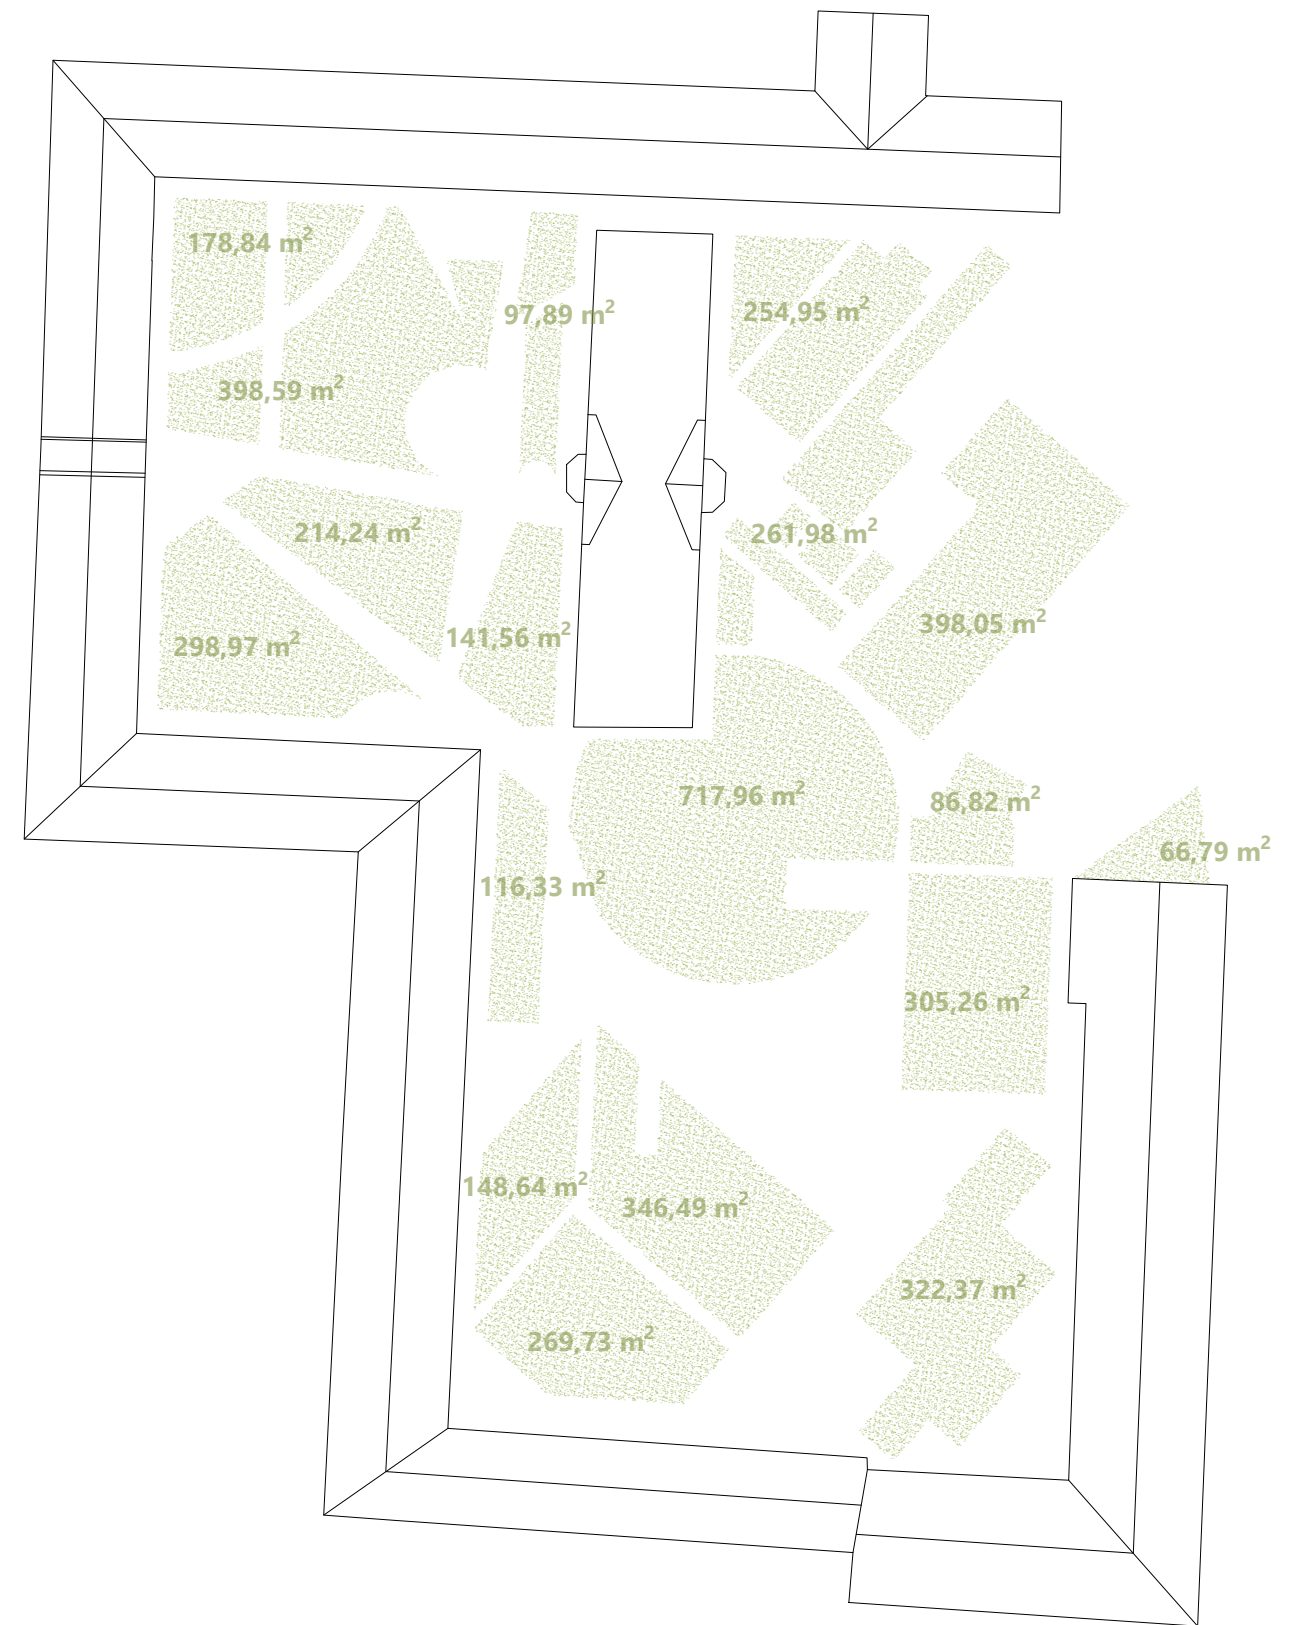 178,84 m²
97,89 m²
254,95 m²
398,59 m²
214,24 m²
261,98 m²
298,97 m²
141,56 m²
398,05 m²
717,96 m²
86,82 m²
66,79 m²
116,33 m²
305,26 m²
148,64 m²
346,49 m²
322,37 m²
269,73 m²